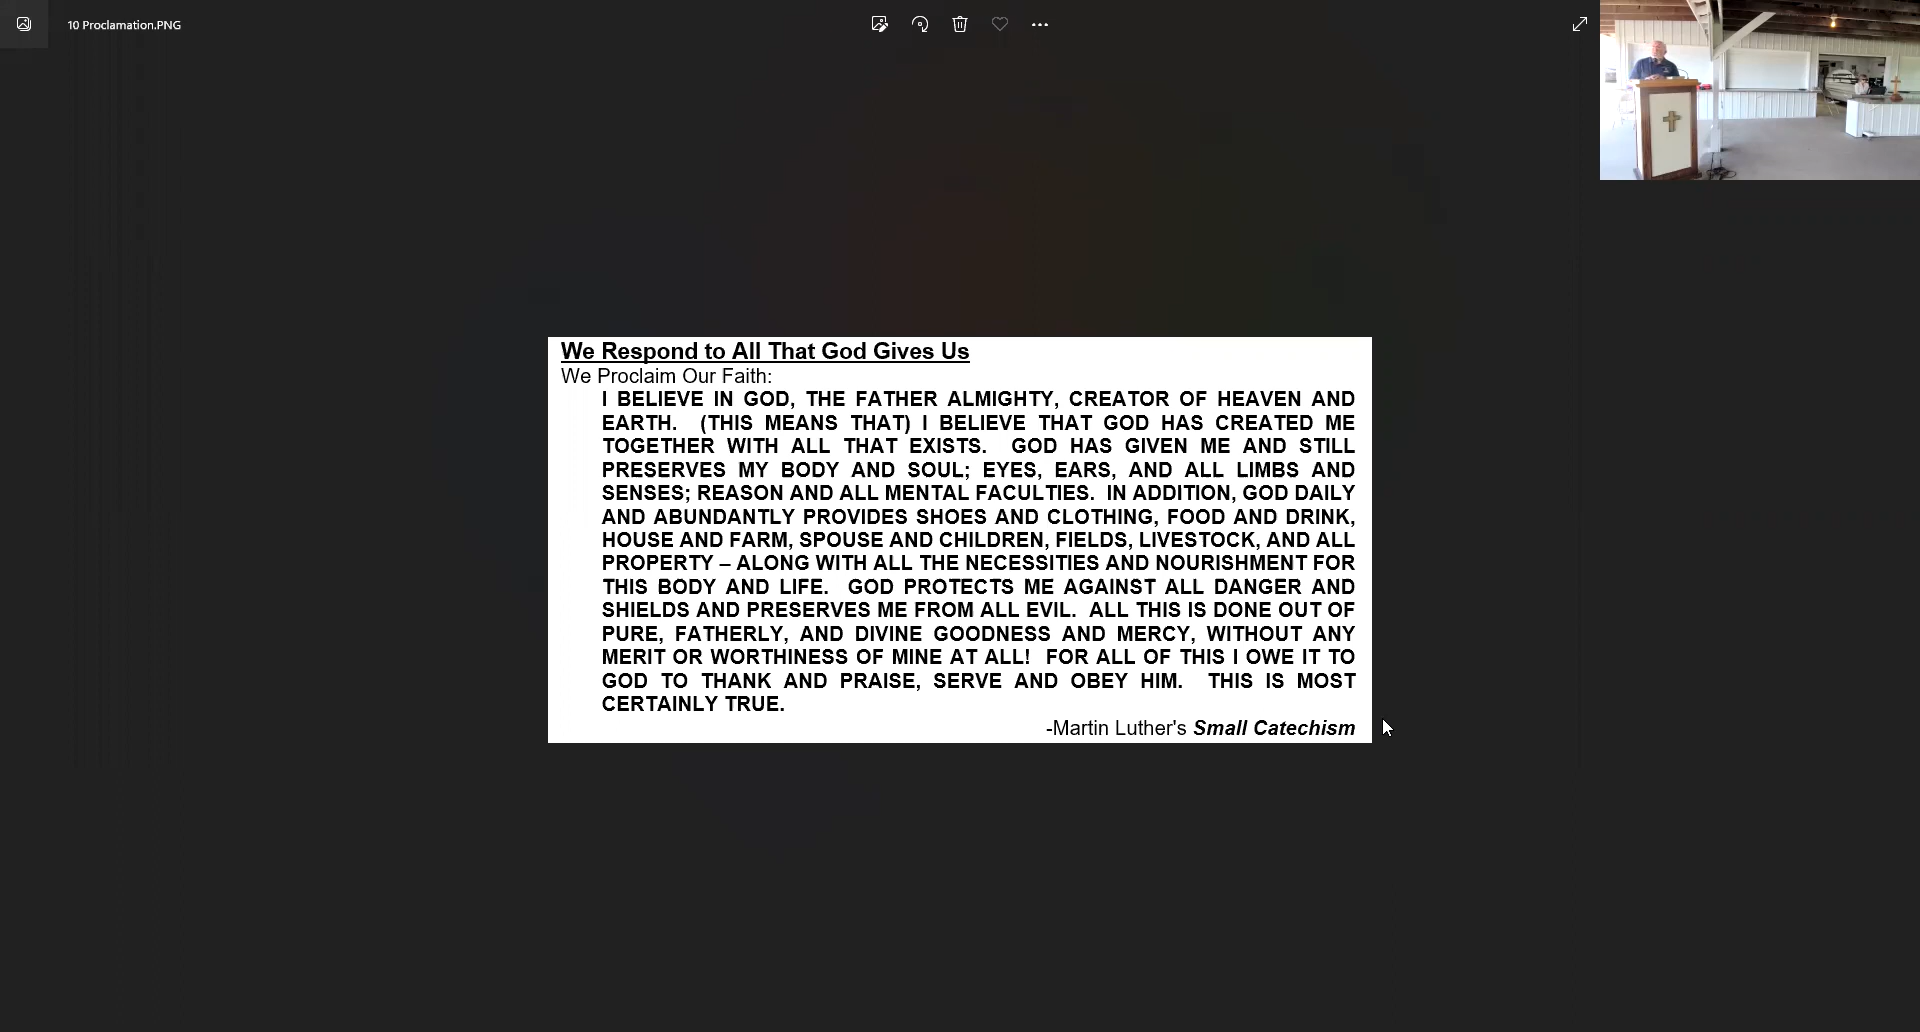 10 Proclamation.PNG
We Respond to All That God Gives Us
We Proclaim Our Faith:
I BELIEVE IN GOD, THE FATHER ALMIGHTY, CREATOR OF HEAVEN AND
EARTH. (THIS MEANS THAT) I BELIEVE THAT GOD HAS CREATED ME
TOGETHER WITH ALL THAT EXISTS. GOD HAS GIVEN ME AND STILL
PRESERVES MY BODY AND SOUL; EYES, EARS, AND ALL LIMBS AND
SENSES; REASON AND ALL MENTAL FACULTIES. IN ADDITION, GOD DAILY
AND ABUNDANTLY PROVIDES SHOES AND CLOTHING, FOOD AND DRINK,
HOUSE AND FARM, SPOUSE AND CHILDREN, FIELDS, LIVESTOCK, AND ALL
PROPERTY – ALONG WITH ALL THE NECESSITIES AND NOURISHMENT FOR
THIS BODY AND LIFE. GOD PROTECTS ME AGAINST ALL DANGER AND
SHIELDS AND PRESERVES ME FROM ALL EVIL. ALL THIS IS DONE OUT OF
PURE, FATHERLY, AND DIVINE GOODNESS AND MERCY, WITHOUT ANY
MERIT OR WORTHINESS OF MINE AT ALL! FOR ALL OF THIS I OWE IT TO
GOD TO THANK AND PRAISE, SERVE AND OBEY HIM. THIS IS MOST
CERTAINLY TRUE.
-Martin Luther's Small Catechism